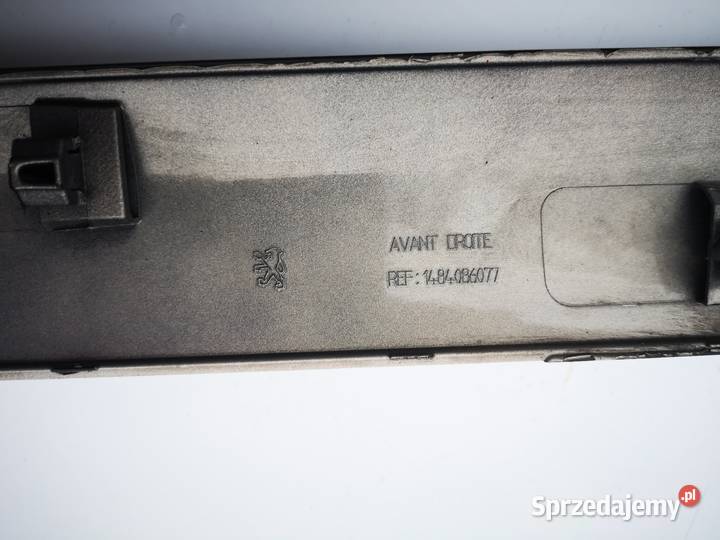 AVANT DROITE
REF: 1484086077
Sprzedajemy.pl